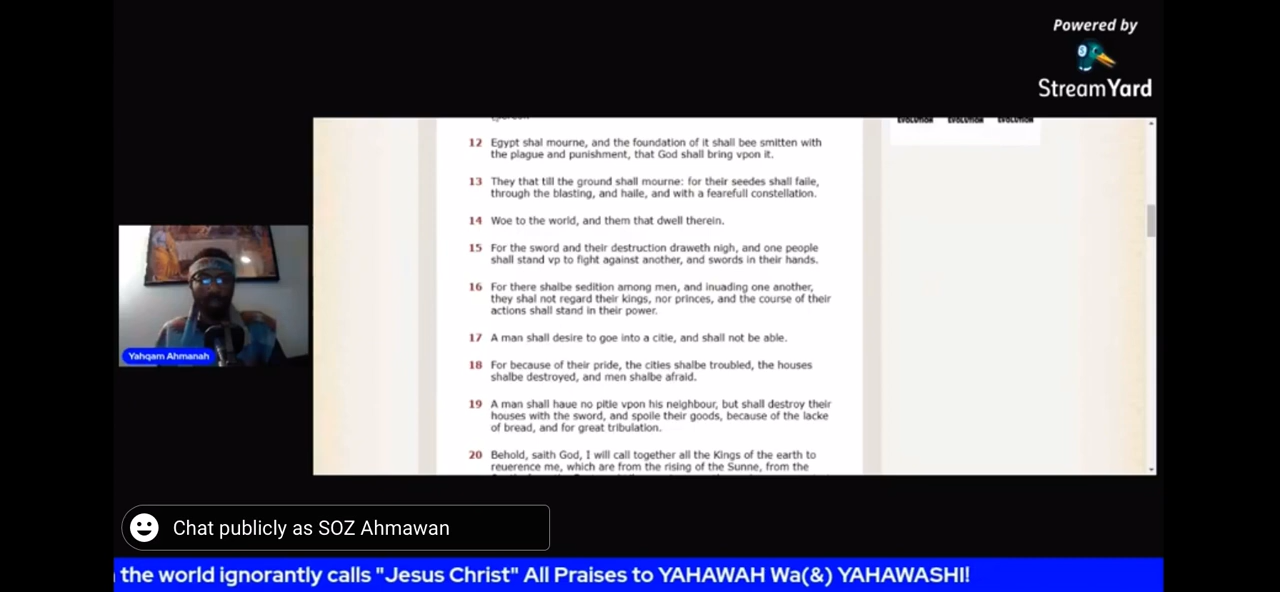 Powered by
StreamYard
EVOLUTION EVOLUTION EVOLUTION
12 Egypt shal mourne, and the foundation of it shall bee smitten with
the plague and punishment, that God shall bring vpon it.
13 They that till the ground shall mourne: for their seedes shall faile,
through the blasting, and haile, and with a fearefull constellation.
14 Woe to the world, and them that dwell therein.
15 For the sword and their destruction draweth nigh, and one people
shall stand vp to fight against another, and swords in their hands.
16 For there shalbe sedition among men, and inuading one another,
they shal not regard their kings, nor princes, and the course of their
actions shall stand in their power.
17 A man shall desire to goe into a citie, and shall not be able.
18 For because of their pride, the cities shalbe troubled, the houses
shalbe destroyed, and men shalbe afraid.
19 A man shall haue no pitie vpon his neighbour, but shall destroy their
houses with the sword, and spoile their goods, because of the lacke
of bread, and for great tribulation.
20 Behold, saith God, I will call together all the Kings of the earth to
reuerence me, which are from the rising of the Sunne, from the
Yahqam Ahmanah
Chat publicly as SOZ Ahmawan
the world ignorantly calls "Jesus Christ" All Praises to YAHAWAH Wa(&) YAHAWASHI!